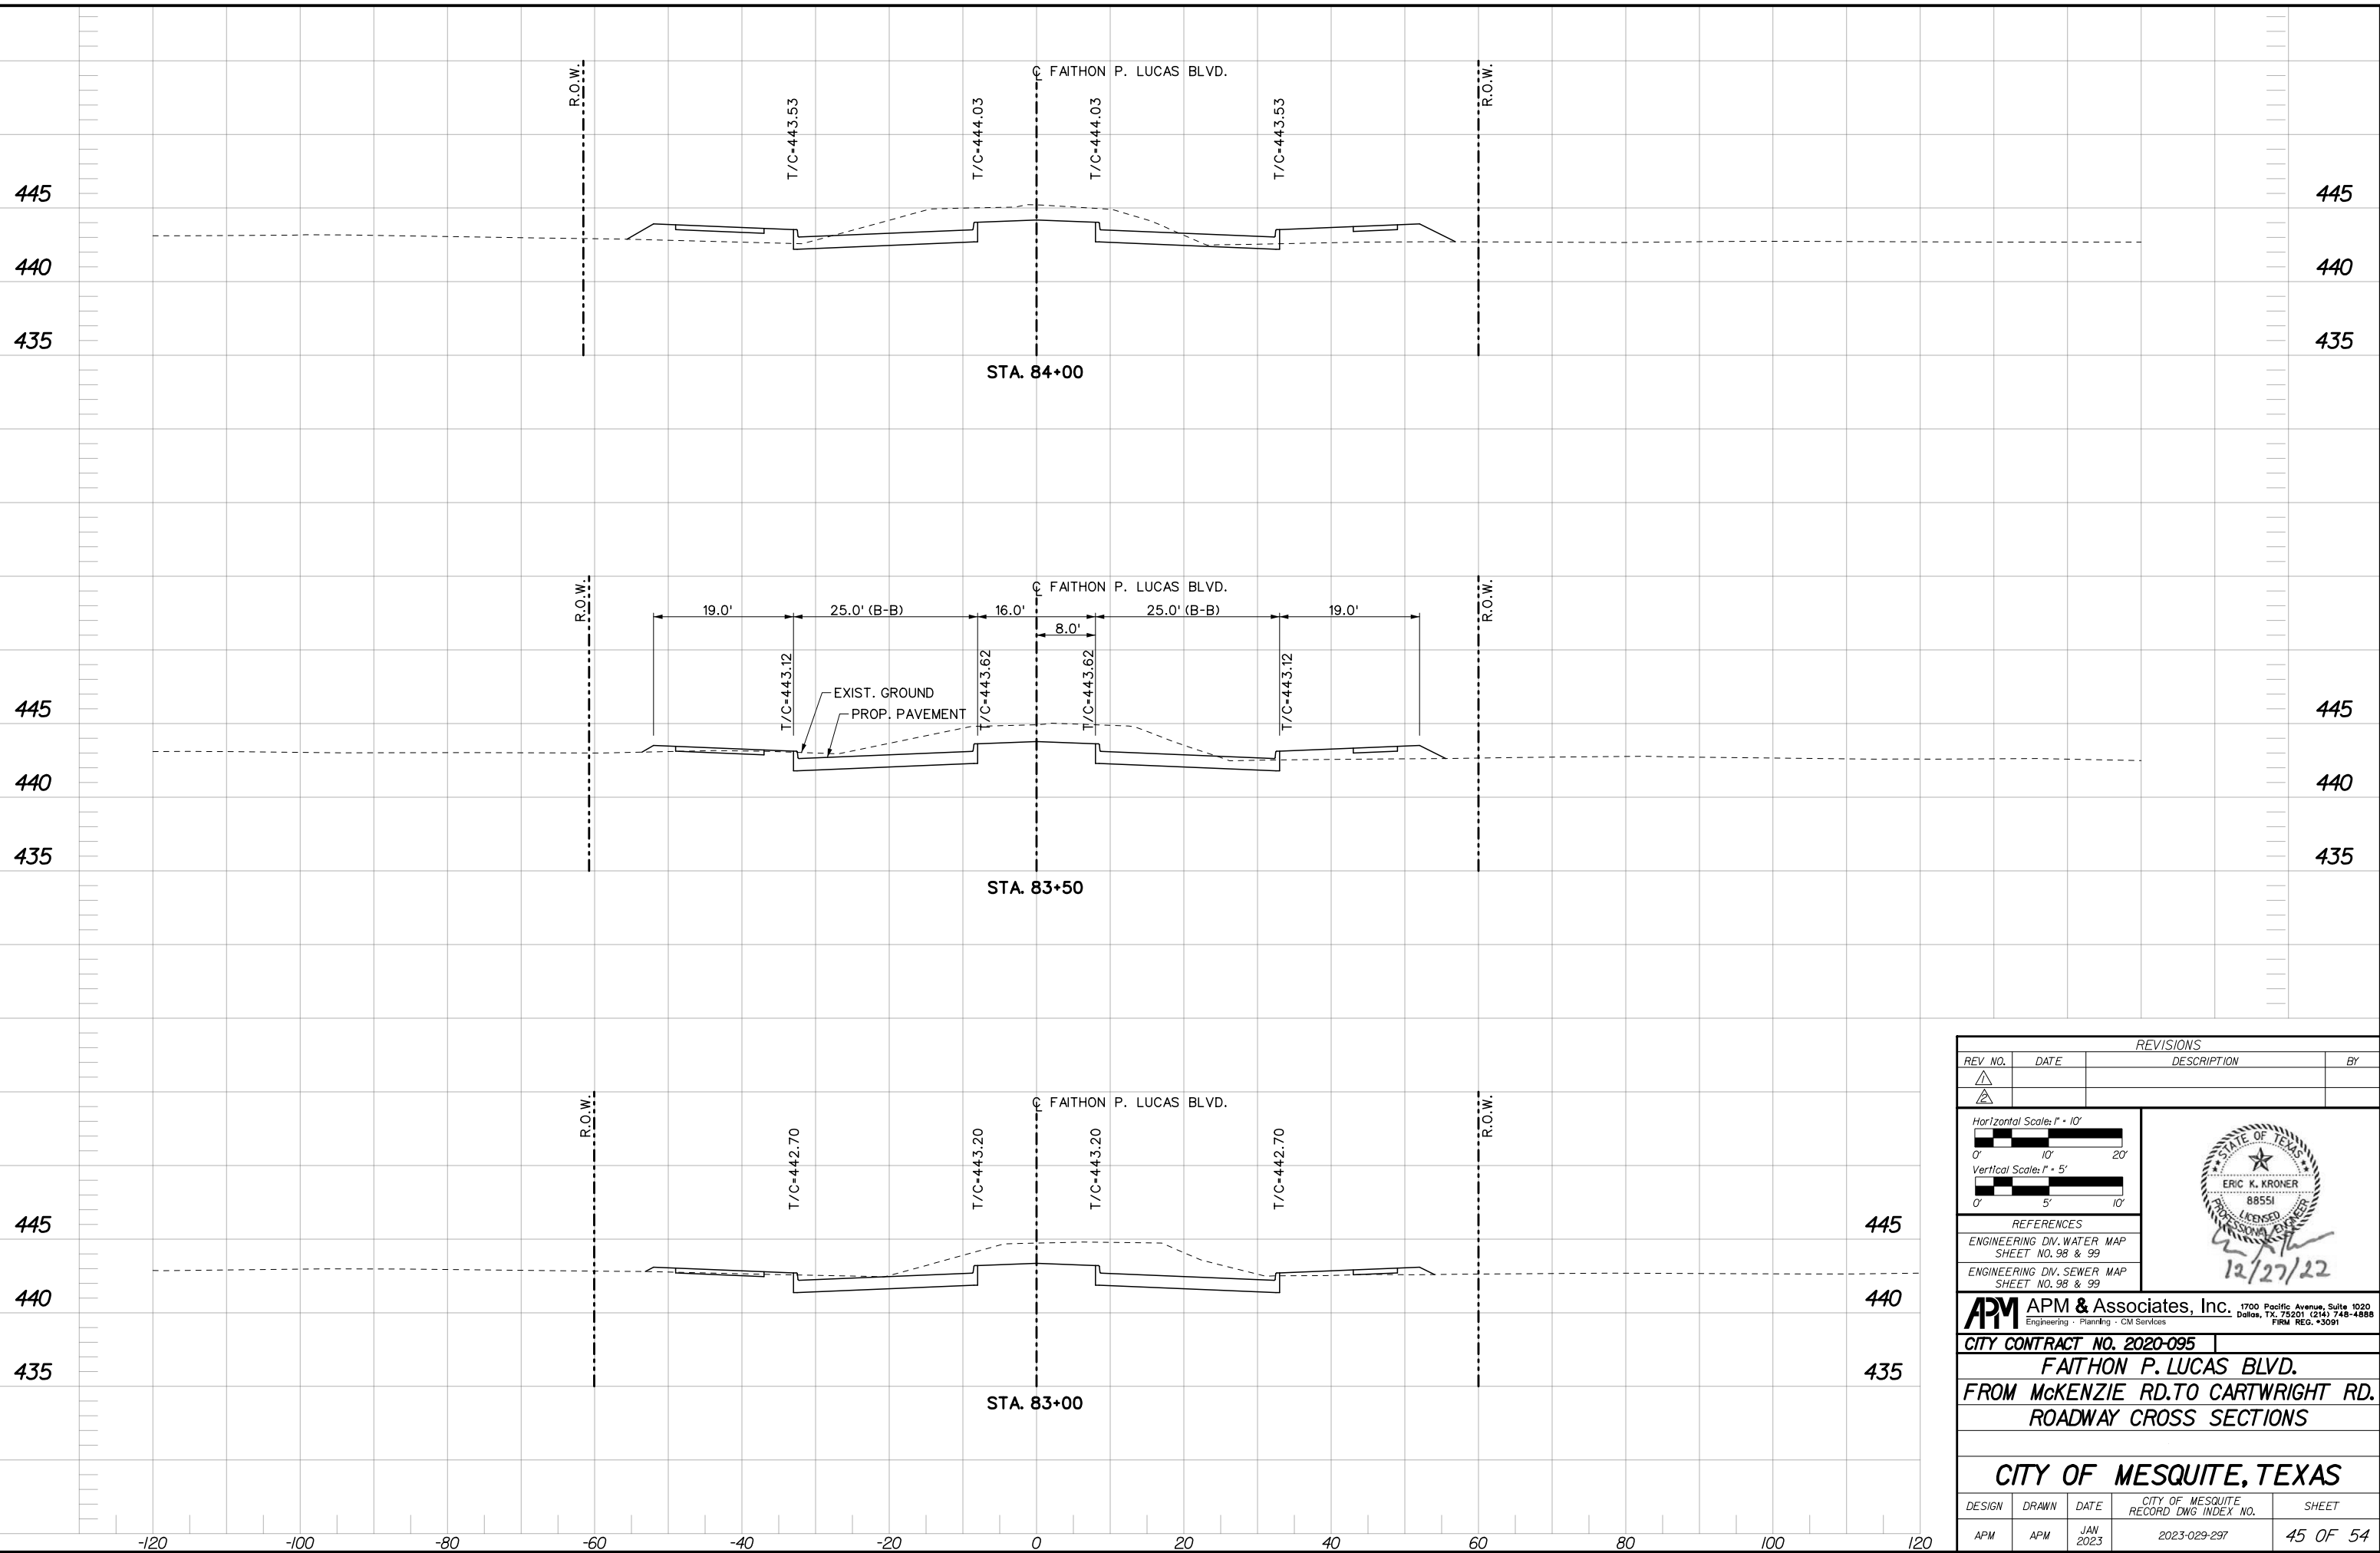 ℄ FAITHON P. LUCAS BLVD.
R.O.W.
R.O.W.
T/C=443.53
T/C=444.03
T/C=444.03
T/C=443.53
445
445
440
440
435
435
STA. 84+00
℄ FAITHON P. LUCAS BLVD.
R.O.W.
R.O.W.
19.0'
25.0' (B-B)
16.0'
25.0' (B-B)
19.0'
8.0'
T/C=443.12
T/C=443.62
T/C=443.62
T/C=443.12
EXIST. GROUND
PROP. PAVEMENT
445
445
440
440
435
435
STA. 83+50
℄ FAITHON P. LUCAS BLVD.
R.O.W.
R.O.W.
T/C=442.70
T/C=443.20
T/C=443.20
T/C=442.70
445
445
440
440
435
435
STA. 83+00
-120 -100 -80 -60 -40 -20 0 20 40 60 80 100 120
REVISIONS
REV NO. DATE DESCRIPTION BY
1
2
Horizontal Scale: 1" = 10'
0' 10' 20'
Vertical Scale: 1" = 5'
0' 5' 10'
STATE OF TEXAS
ERIC K. KRONER
88551
LICENSED
PROFESSIONAL ENGINEER
12/27/22
REFERENCES
ENGINEERING DIV. WATER MAP
SHEET NO. 98 & 99
ENGINEERING DIV. SEWER MAP
SHEET NO. 98 & 99
APM APM & Associates, Inc.
Engineering - Planning - CM Services
1700 Pacific Avenue, Suite 1020
Dallas, TX. 75201 (214) 748-4888
FIRM REG. #3091
CITY CONTRACT NO. 2020-095
FAITHON P. LUCAS BLVD.
FROM McKENZIE RD. TO CARTWRIGHT RD.
ROADWAY CROSS SECTIONS
CITY OF MESQUITE, TEXAS
DESIGN DRAWN DATE CITY OF MESQUITE RECORD DWG INDEX NO. SHEET
APM APM JAN 2023 2023-029-297 45 OF 54